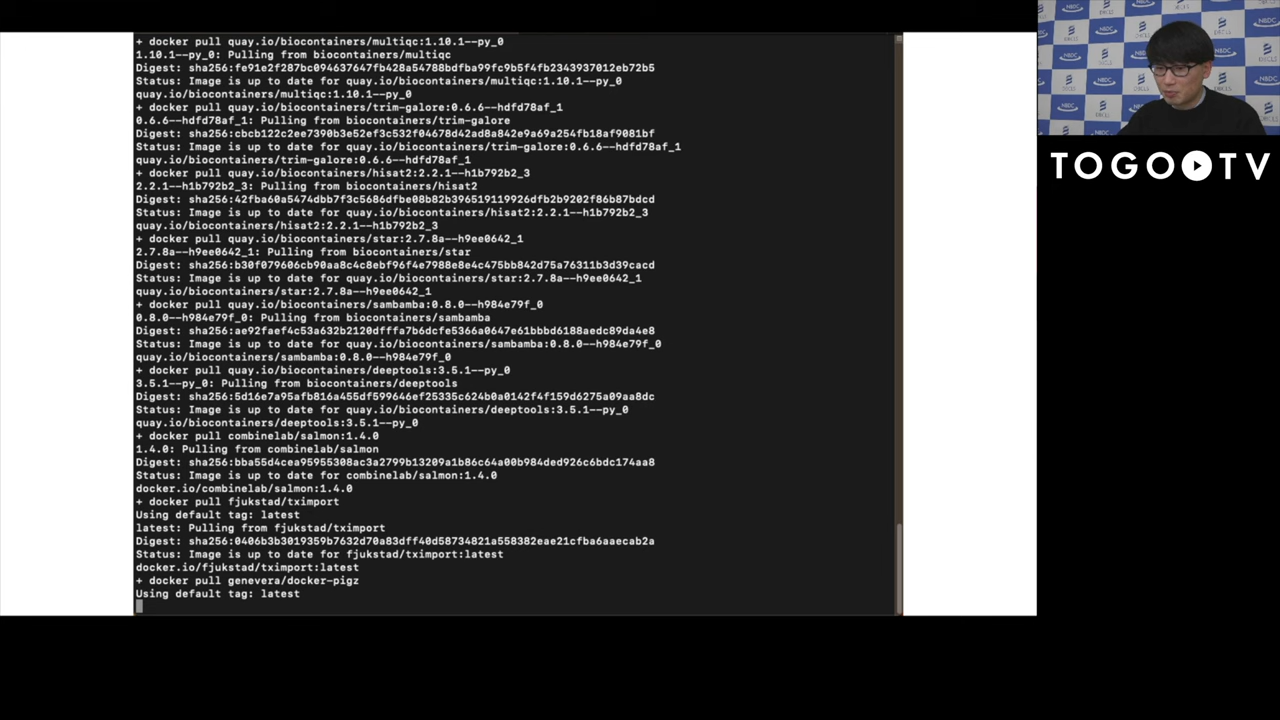 + docker pull quay.io/biocontainers/multiqc:1.10.1--py_0
1.10.1--py_0: Pulling from biocontainers/multiqc
Digest: sha256:fe91e2f287bc0946376 47fb428a54788bdfba99fc9b5f4fb2343937012eb72b5
Status: Image is up to date for quay.io/biocontainers/multiqc:1.10.1--py_0
quay.io/biocontainers/multiqc:1.10.1--py_0
+ docker pull quay.io/biocontainers/trim-galore:0.6.6--hdfd78af_1
0.6.6--hdfd78af_1: Pulling from biocontainers/trim-galore
Digest: sha256:cbcb122c2ee7390b3e52ef3c532f04678d42ad8a842e9a69a254fb18af9081bf
Status: Image is up to date for quay.io/biocontainers/trim-galore:0.6.6--hdfd78af_1
quay.io/biocontainers/trim-galore:0.6.6--hdfd78af_1
+ docker pull quay.io/biocontainers/hisat2:2.2.1--h1b792b2_3
2.2.1--h1b792b2_3: Pulling from biocontainers/hisat2
Digest: sha256:42fba60a5474dbb7f3c5686dfbe08b82b396519119926dfb2b9202f86b87bdcd
Status: Image is up to date for quay.io/biocontainers/hisat2:2.2.1--h1b792b2_3
quay.io/biocontainers/hisat2:2.2.1--h1b792b2_3
+ docker pull quay.io/biocontainers/star:2.7.8a--h9ee0642_1
2.7.8a--h9ee0642_1: Pulling from biocontainers/star
Digest: sha256:b30f079606cb90aa8c4c8ebf96f4e7988e8e4c475bb842d75a76311b3d39cacd
Status: Image is up to date for quay.io/biocontainers/star:2.7.8a--h9ee0642_1
quay.io/biocontainers/star:2.7.8a--h9ee0642_1
+ docker pull quay.io/biocontainers/sambamba:0.8.0--h984e79f_0
0.8.0--h984e79f_0: Pulling from biocontainers/sambamba
Digest: sha256:ae92faef4c53a632b2120dfffa7b6dcfe5366a0647e61bbbd6188aedc89da4e8
Status: Image is up to date for quay.io/biocontainers/sambamba:0.8.0--h984e79f_0
quay.io/biocontainers/sambamba:0.8.0--h984e79f_0
+ docker pull quay.io/biocontainers/deeptools:3.5.1--py_0
3.5.1--py_0: Pulling from biocontainers/deeptools
Digest: sha256:5d16e7a95afb816a455df599646ef25335c624b0a0142f4f159d6275a09aa8dc
Status: Image is up to date for quay.io/biocontainers/deeptools:3.5.1--py_0
quay.io/biocontainers/deeptools:3.5.1--py_0
+ docker pull combinelab/salmon:1.4.0
1.4.0: Pulling from combinelab/salmon
Digest: sha256:bba55d4cea95955308ac3a2799b13209a1b86c64a00b984ded926c6bdc174aa8
Status: Image is up to date for combinelab/salmon:1.4.0
docker.io/combinelab/salmon:1.4.0
+ docker pull fjukstad/tximport
Using default tag: latest
latest: Pulling from fjukstad/tximport
Digest: sha256:0406b3b3019359b7632d70a83dff40d58734821a558382eae21cfba6aaecab2a
Status: Image is up to date for fjukstad/tximport:latest
docker.io/fjukstad/tximport:latest
+ docker pull genevera/docker-pigz
Using default tag: latest
TOGO TV
NBDC
DBCLS